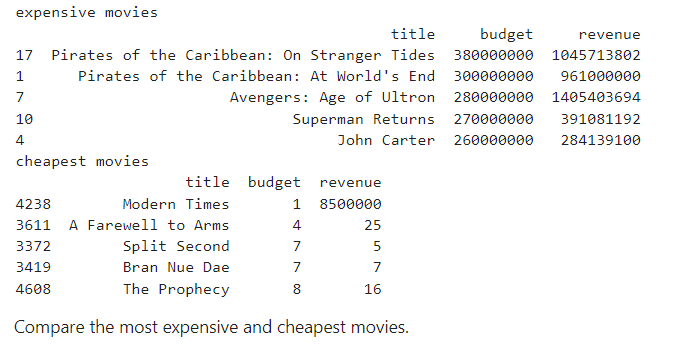 expensive movies
title budget revenue
17 Pirates of the Caribbean: On Stranger Tides 380000000 1045713802
1 Pirates of the Caribbean: At World's End 300000000 961000000
7 Avengers: Age of Ultron 280000000 1405403694
10 Superman Returns 270000000 391081192
4 John Carter 260000000 284139100
cheapest movies
title budget revenue
4238 Modern Times 1 8500000
3611 A Farewell to Arms 4 25
3372 Split Second 7 5
3419 Bran Nue Dae 7 7
4608 The Prophecy 8 16
Compare the most expensive and cheapest movies.